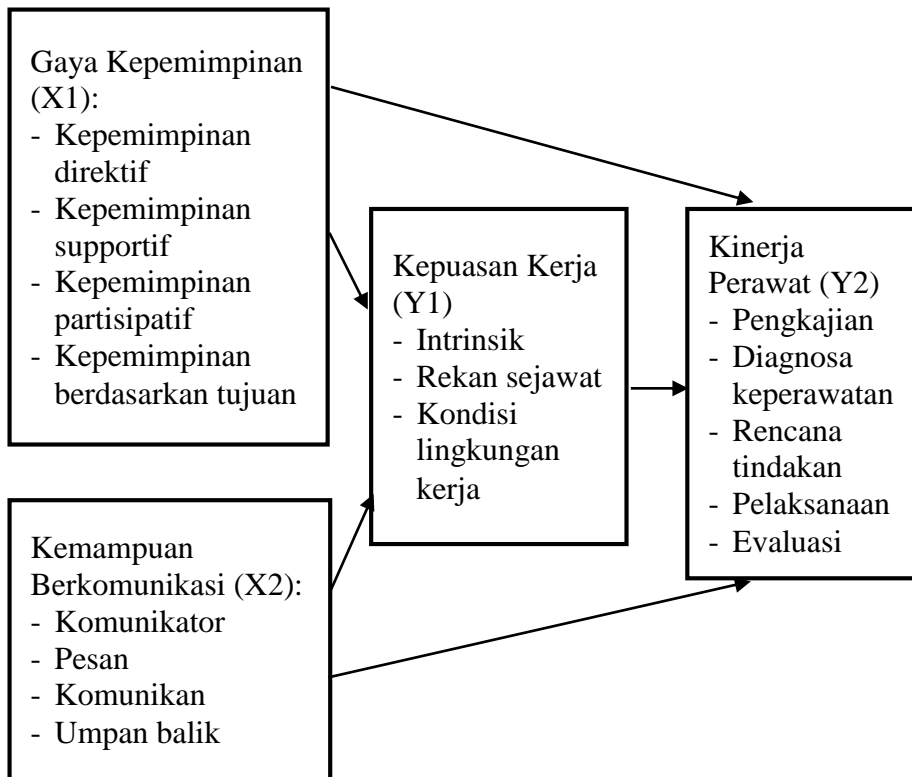 Gaya Kepemimpinan
(X1):
- Kepemimpinan
direktif
- Kepemimpinan
supportif
- Kepemimpinan
partisipatif
- Kepemimpinan
berdasarkan tujuan
Kemampuan
Berkomunikasi (X2):
- Komunikator
- Pesan
- Komunikan
- Umpan balik
Kepuasan Kerja
(Y1)
- Intrinsik
- Rekan sejawat
- Kondisi
lingkungan
kerja
Kinerja
Perawat (Y2)
- Pengkajian
- Diagnosa
keperawatan
- Rencana
tindakan
- Pelaksanaan
- Evaluasi